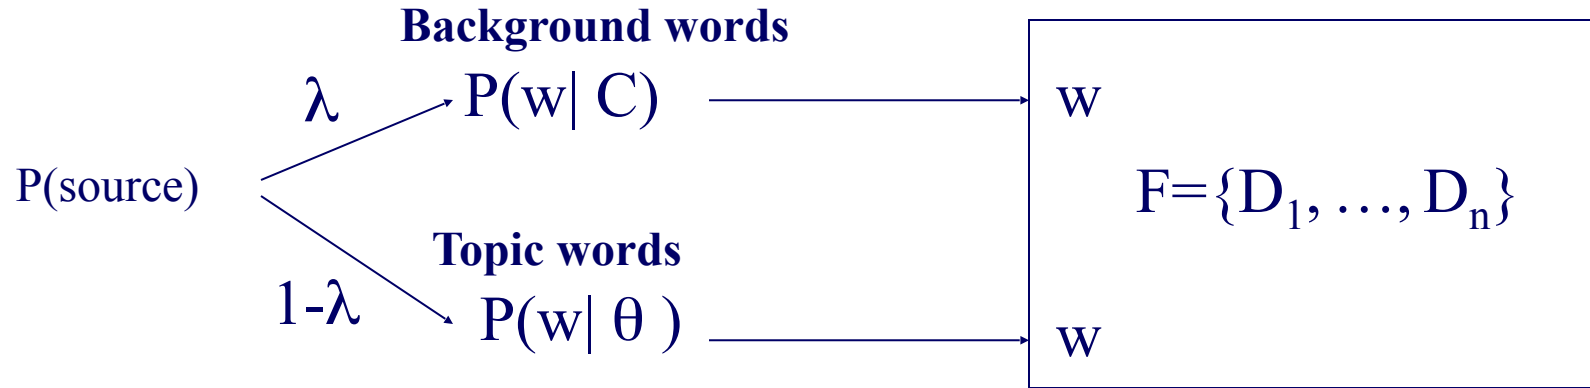 Background words
λ P(w| C) w
P(source) F={D₁, …, Dₙ}
Topic words
1-λ P(w| θ ) w